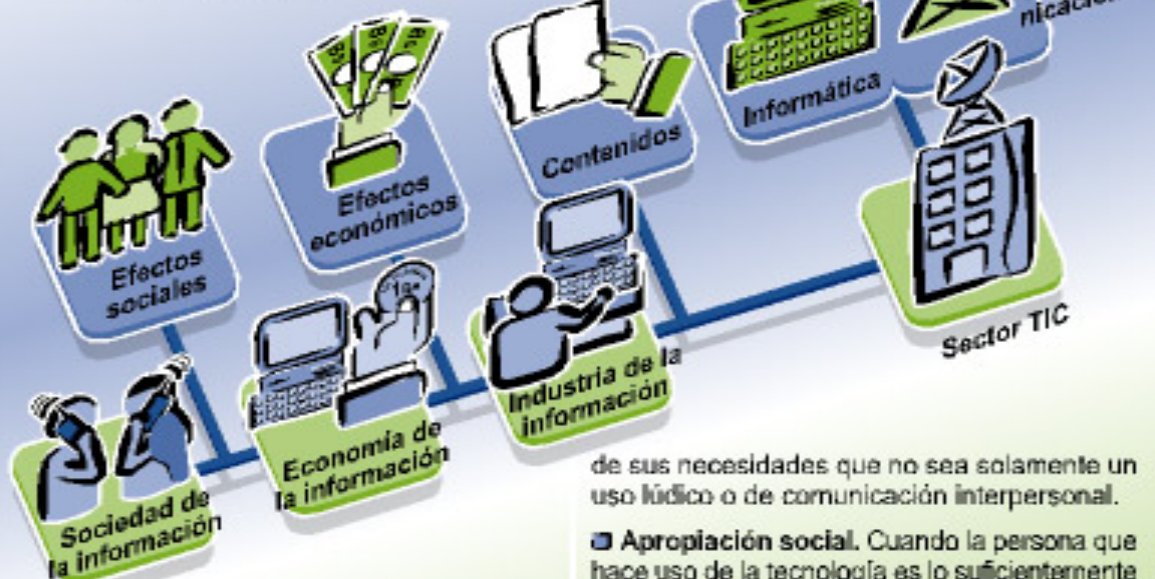 nicación
Informática
Contenidos
Efectos
económicos
Efectos
sociales
Sector TIC
Industria de la
información
Economía de
la información
Sociedad de
la información
de sus necesidades que no sea solamente un
uso lúdico o de comunicación interpersonal.
Apropiación social. Cuando la persona que
hace uso de la tecnología es lo suficientemente